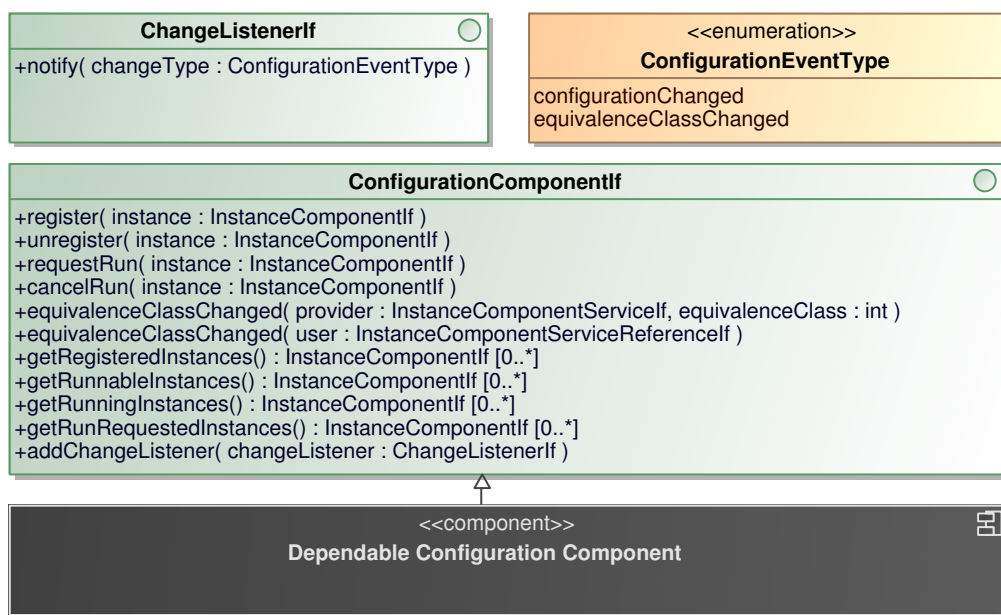 ChangeListenerIf
+notify( changeType : ConfigurationEventType )
<<enumeration>>
ConfigurationEventType
configurationChanged
equivalenceClassChanged
ConfigurationComponentIf
+register( instance : InstanceComponentIf )
+unregister( instance : InstanceComponentIf )
+requestRun( instance : InstanceComponentIf )
+cancelRun( instance : InstanceComponentIf )
+equivalenceClassChanged( provider : InstanceComponentServiceIf, equivalenceClass : int )
+equivalenceClassChanged( user : InstanceComponentServiceReferenceIf )
+getRegisteredInstances() : InstanceComponentIf [0..*]
+getRunnableInstances() : InstanceComponentIf [0..*]
+getRunningInstances() : InstanceComponentIf [0..*]
+getRunRequestedInstances() : InstanceComponentIf [0..*]
+addChangeListener( changeListener : ChangeListenerIf )
<<component>>
Dependable Configuration Component